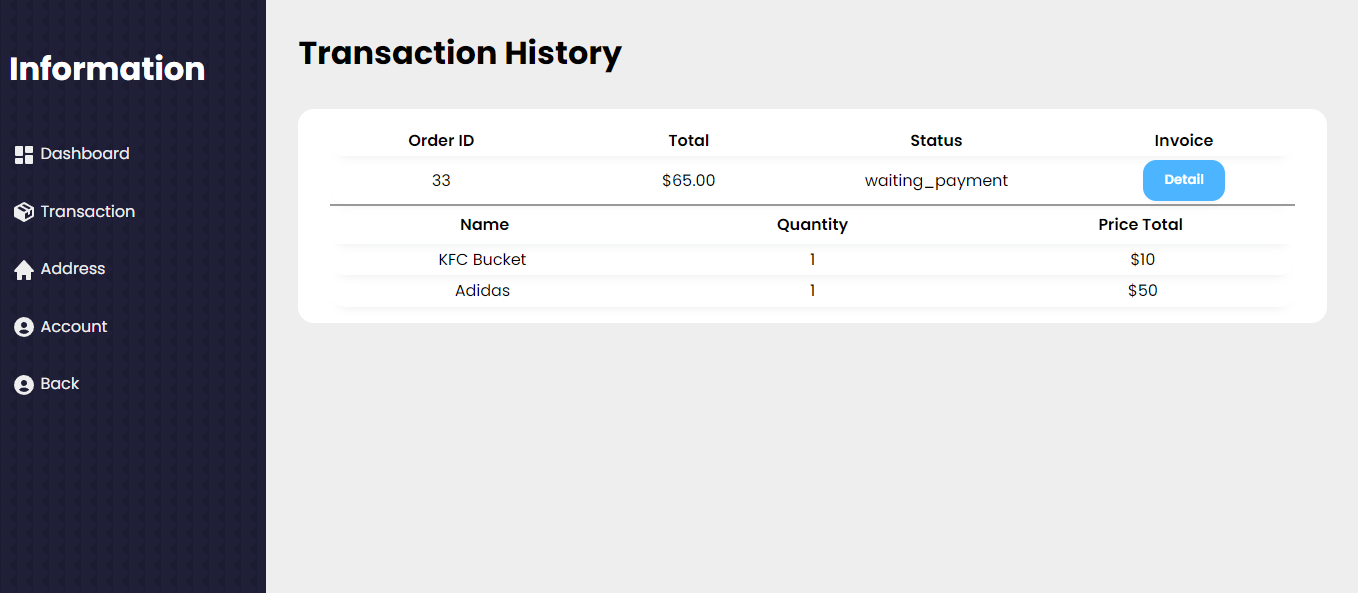 Information
Dashboard
Transaction
Address
Account
Back
Transaction History
Order ID Total Status Invoice
33 $65.00 waiting_payment Detail
Name Quantity Price Total
KFC Bucket 1 $10
Adidas 1 $50